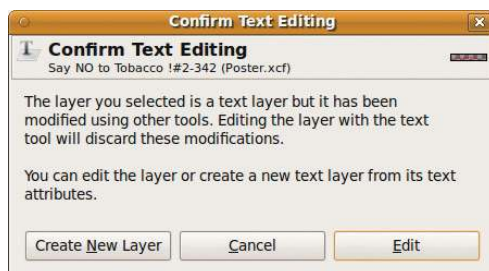 Confirm Text Editing
Confirm Text Editing
Say NO to Tobacco !#2-342 (Poster.xcf)
The layer you selected is a text layer but it has been
modified using other tools. Editing the layer with the text
tool will discard these modifications.
You can edit the layer or create a new text layer from its text
attributes.
Create New Layer
Cancel
Edit